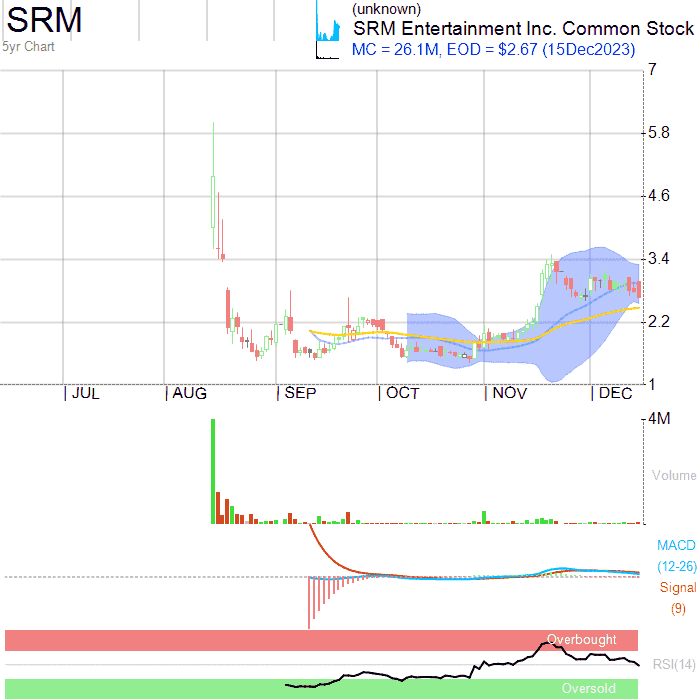 SRM
5yr Chart
(unknown)
SRM Entertainment Inc. Common Stock
MC = 26.1M, EOD = $2.67 (15Dec2023)
7
5.8
4.6
3.4
2.2
1
JUL
AUG
SEP
OCT
NOV
DEC
4M
Volume
MACD
(12-26)
Signal
(9)
Overbought
RSI(14)
Oversold